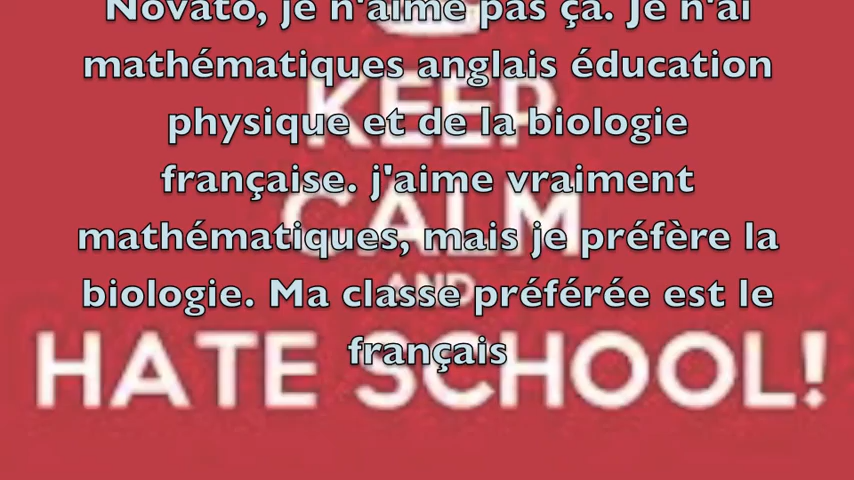 Novato, je n'aime pas ça. Je n'ai
mathématiques anglais éducation
physique et de la biologie
française. j'aime vraiment
mathématiques, mais je préfère la
biologie. Ma classe préférée est le
français
KEEP
CALM
AND
HATE SCHOOL!